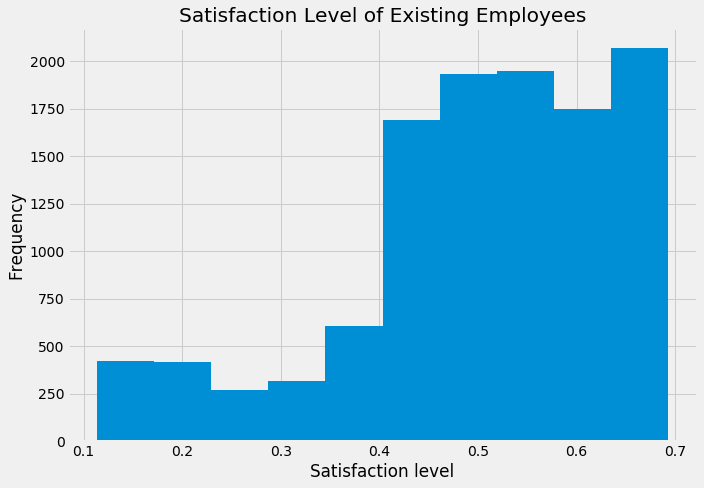 Satisfaction Level of Existing Employees
2000
1750
1500
1250
1000
750
500
250
0
Frequency
0.1 0.2 0.3 0.4 0.5 0.6 0.7
Satisfaction level